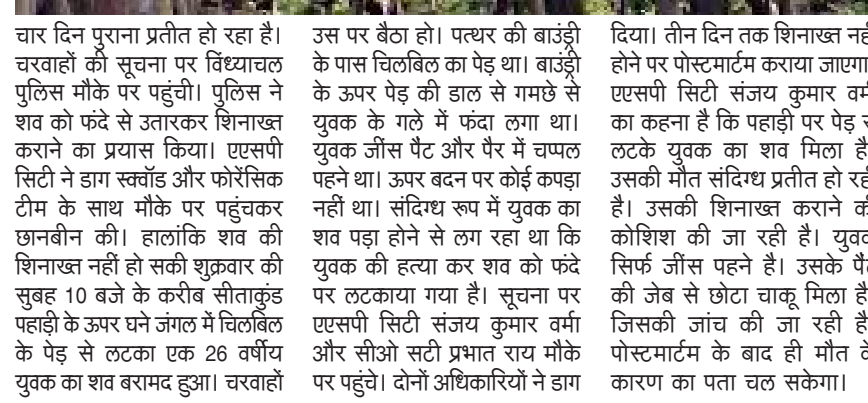 चार दिन पुराना प्रतीत हो रहा है।
चरवाहों की सूचना पर विंध्याचल
पुलिस मौके पर पहुंची। पुलिस ने
शव को फंदे से उतारकर शिनाख्त
कराने का प्रयास किया। एएसपी
सिटी ने डाग स्क्वॉड और फोरेंसिक
टीम के साथ मौके पर पहुंचकर
छानबीन की। हालांकि शव की
शिनाख्त नहीं हो सकी शुक्रवार की
सुबह 10 बजे के करीब सीताकुंड
पहाड़ी के ऊपर घने जंगल में चिलबिल
के पेड़ से लटका एक 26 वर्षीय
युवक का शव बरामद हुआ। चरवाहों
उस पर बैठा हो। पत्थर की बाउंड्री
के पास चिलबिल का पेड़ था। बाउंड्री
के ऊपर पेड़ की डाल से गमछे से
युवक के गले में फंदा लगा था।
युवक जींस पैट और पैर में चप्पल
पहने था। ऊपर बदन पर कोई कपड़ा
नहीं था। संदिग्ध रूप में युवक का
शव पड़ा होने से लग रहा था कि
युवक की हत्या कर शव को फंदे
पर लटकाया गया है। सूचना पर
एएसपी सिटी संजय कुमार वर्मा
और सीओ सटी प्रभात राय मौके
पर पहुंचे। दोनों अधिकारियों ने डाग
दिया। तीन दिन तक शिनाख्त
होने पर पोस्टमार्टम कराया जाएगा
एएसपी सिटी संजय कुमार
का कहना है कि पहाड़ी पर पेड़
लटके युवक का शव मिला है
उसकी मौत संदिग्ध प्रतीत हो
है। उसकी शिनाख्त कराने
कोशिश की जा रही है।
सिर्फ जींस पहने है। उसके
की जेब से छोटा चाकू मिला है
जिसकी जांच की जा रही है
पोस्टमार्टम के बाद ही मौत
कारण का पता चल सकेगा।